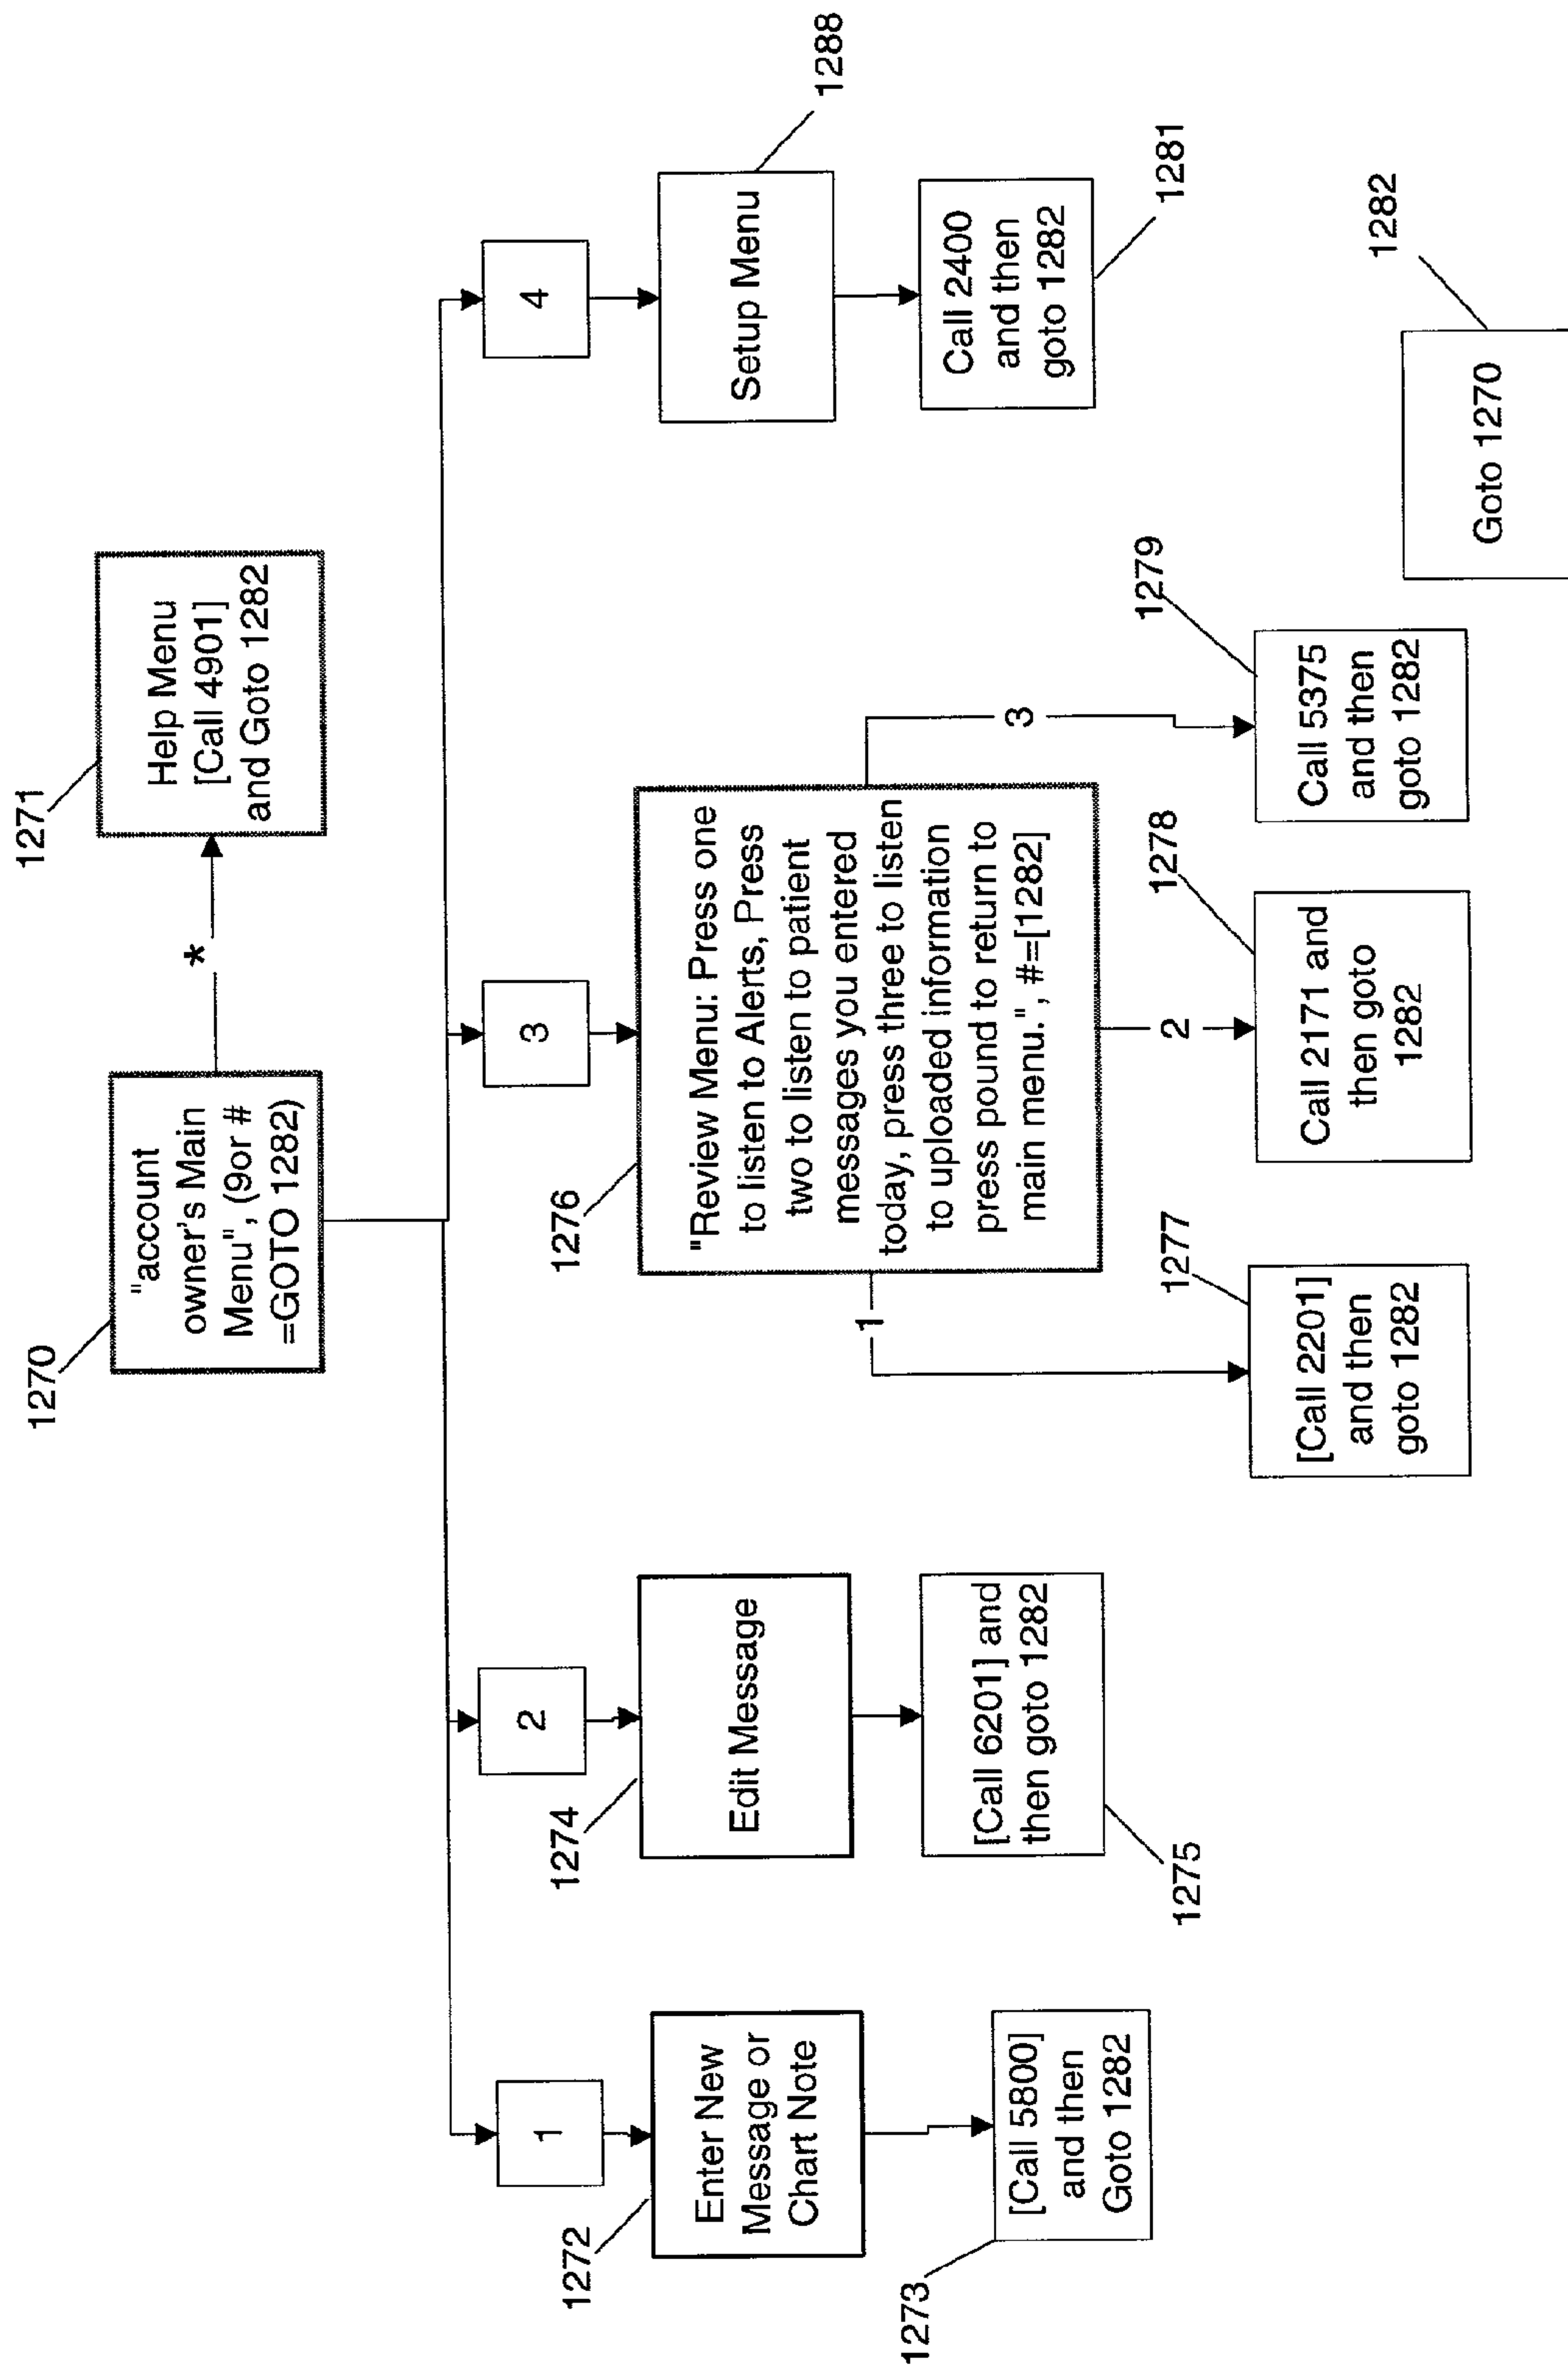 1270
"account
owner's Main
Menu", (9or #
=GOTO 1282)
*
1271
Help Menu
[Call 4901]
and Goto 1282
1
1272
Enter New
Message or
Chart Note
1273
[Call 5800]
and then
Goto 1282
2
1274
Edit Message
1275
[Call 6201] and
then goto 1282
3
1276
"Review Menu: Press one
to listen to Alerts, Press
two to listen to patient
messages you entered
today, press three to listen
to uploaded information
press pound to return to
main menu.", #=[1282]
1
1277
[Call 2201]
and then
goto 1282
2
1278
Call 2171 and
then goto
1282
3
1279
Call 5375
and then
goto 1282
4
Setup Menu
1288
Call 2400
and then
goto 1282
1281
1282
Goto 1270